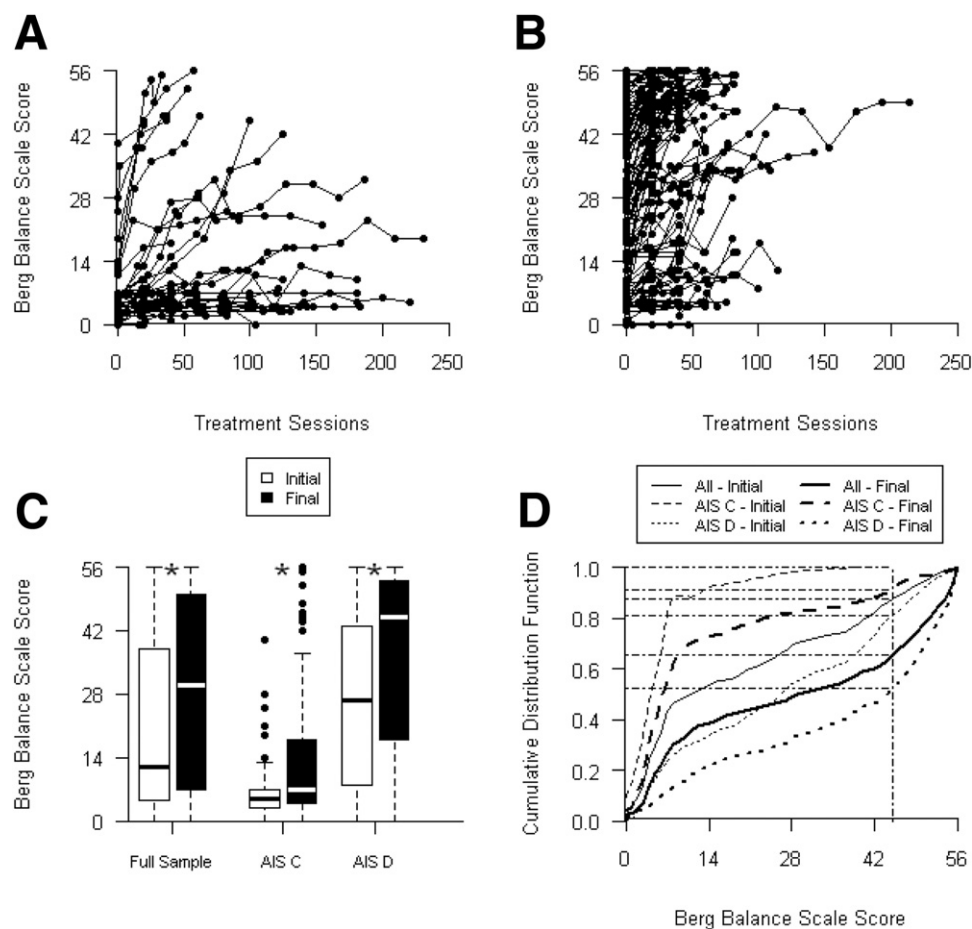 A
Berg Balance Scale Score
56
42
28
14
0
0 50 100 150 200 250
Treatment Sessions
B
Berg Balance Scale Score
56
42
28
14
0
0 50 100 150 200 250
Treatment Sessions
C
Initial
Final
Berg Balance Scale Score
56
42
28
14
0
* * *
Full Sample AIS C AIS D
D
All - Initial All - Final
AIS C - Initial AIS C - Final
AIS D - Initial AIS D - Final
Cumulative Distribution Function
1.0
0.8
0.6
0.4
0.2
0.0
0 14 28 42 56
Berg Balance Scale Score